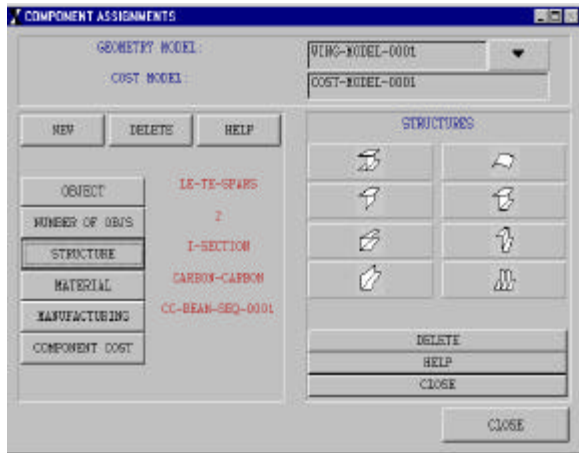 COMPONENT ASSIGNMENTS
GEOMETRY MODEL:
WING-MODEL-0001
COST MODEL:
COST-MODEL-0001
NEW
DELETE
HELP
STRUCTURES
OBJECT
LE-TE-SPARS
NUMBER OF OBJS
2
STRUCTURE
I-SECTION
MATERIAL
CARBON-CARBON
MANUFACTURING
CC-BEAM-SEQ-0001
COMPONENT COST
DELETE
HELP
CLOSE
CLOSE